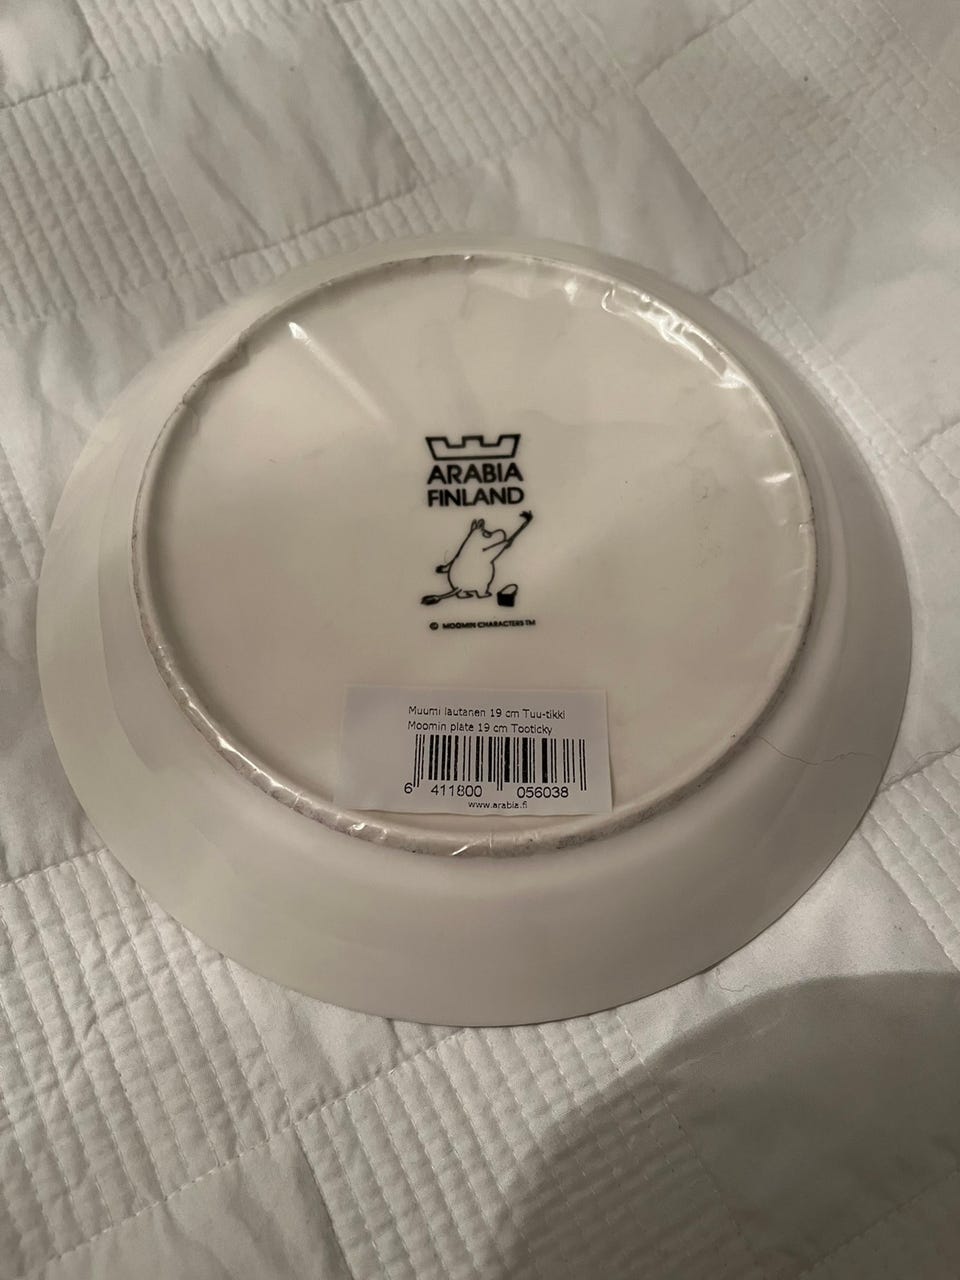 ARABIA
FINLAND
© MOOMIN CHARACTERS TM
Muumi lautanen 19 cm Tuu-tikki
Moomin plate 19 cm Tooticky
6 411800 056038
www.arabia.fi